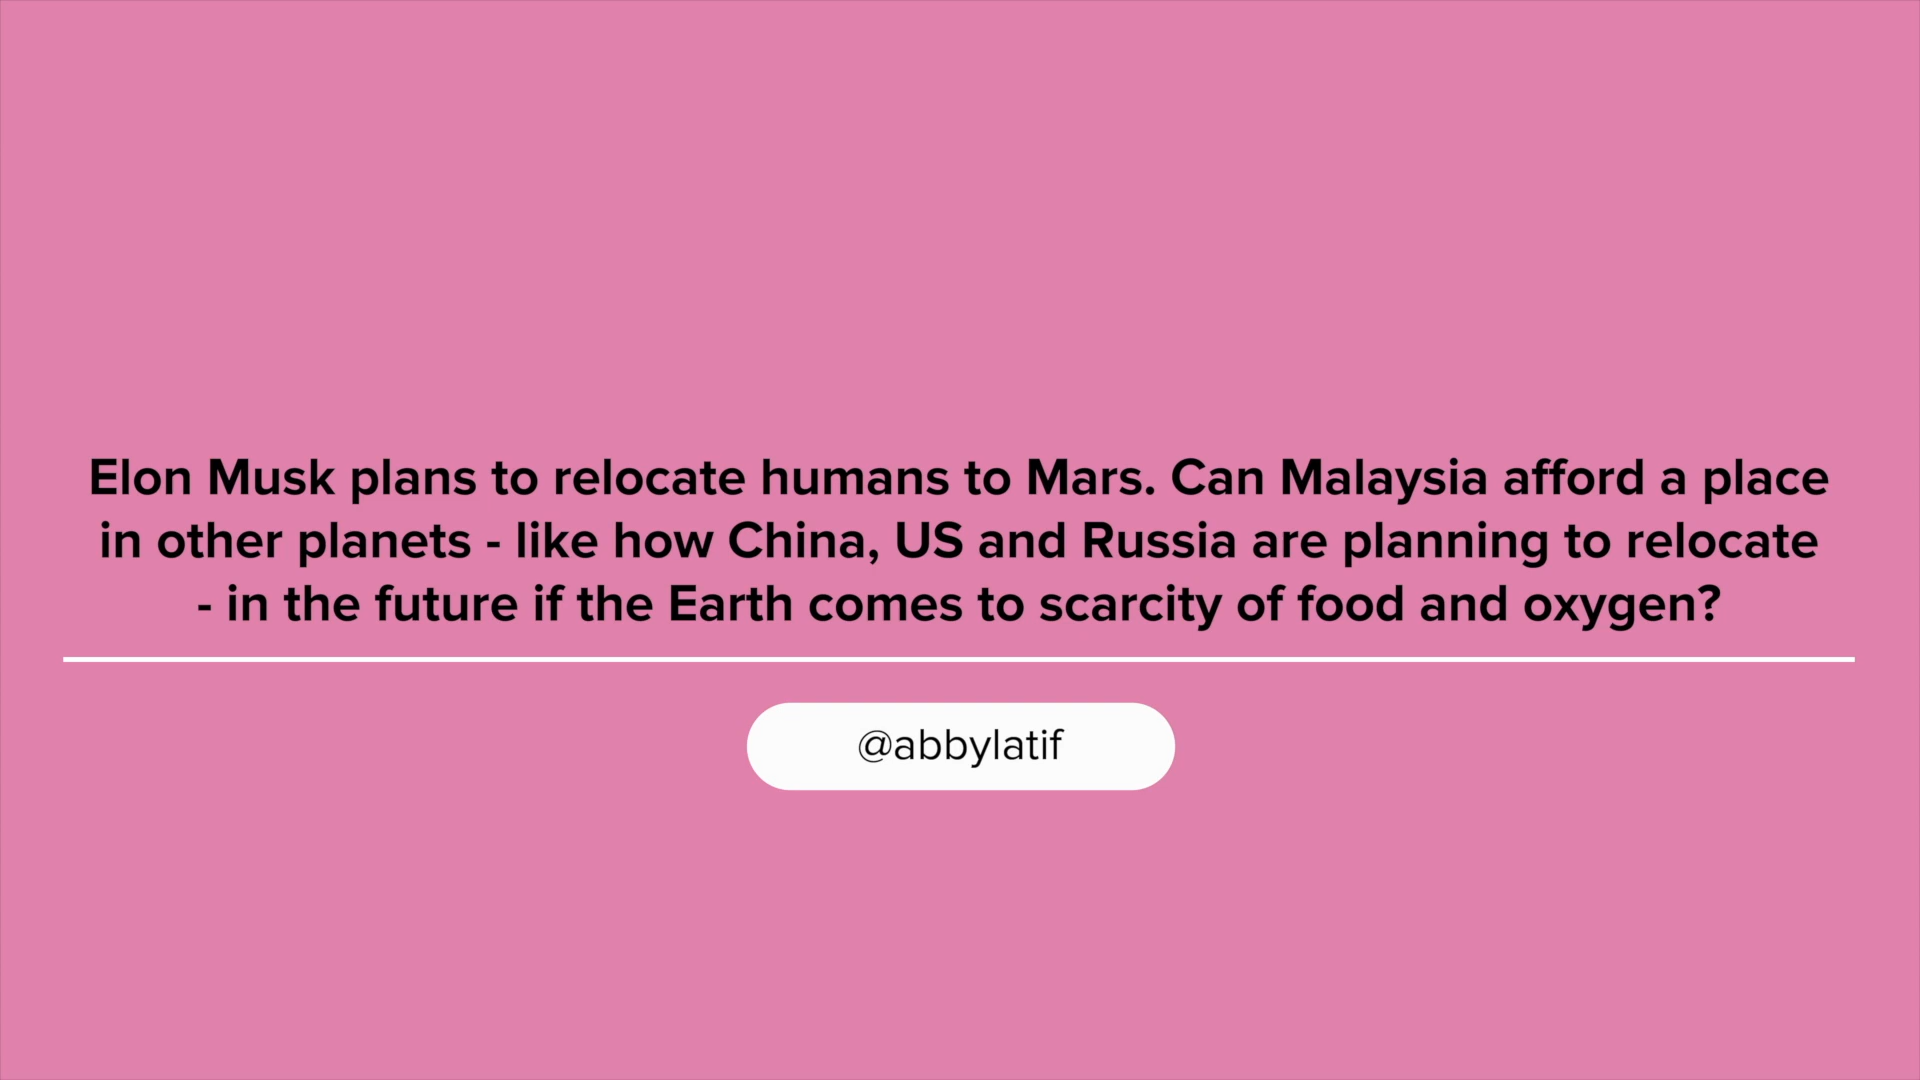 Elon Musk plans to relocate humans to Mars. Can Malaysia afford a place
in other planets - like how China, US and Russia are planning to relocate
- in the future if the Earth comes to scarcity of food and oxygen?
@abbylatif